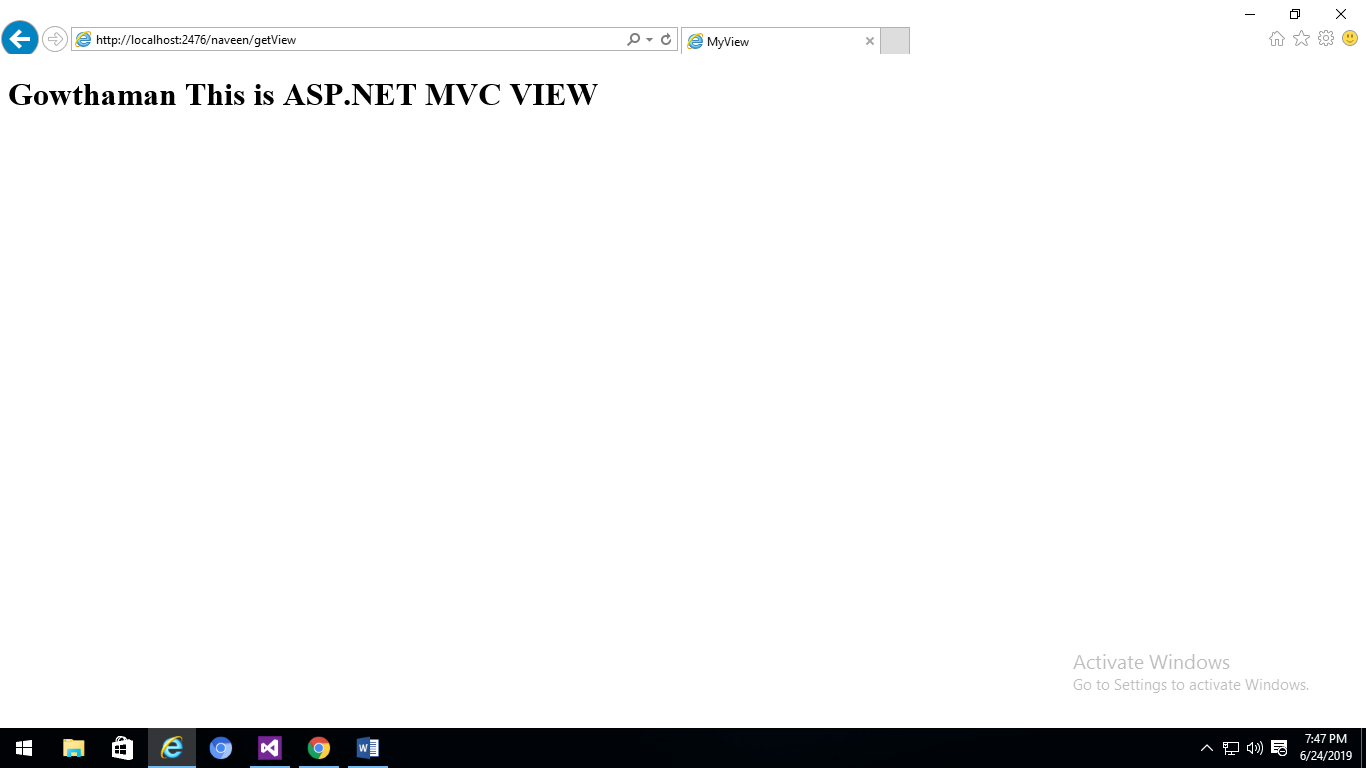 http://localhost:2476/naveen/getView
MyView
Gowthaman This is ASP.NET MVC VIEW
Activate Windows
Go to Settings to activate Windows.
7:47 PM
6/24/2019